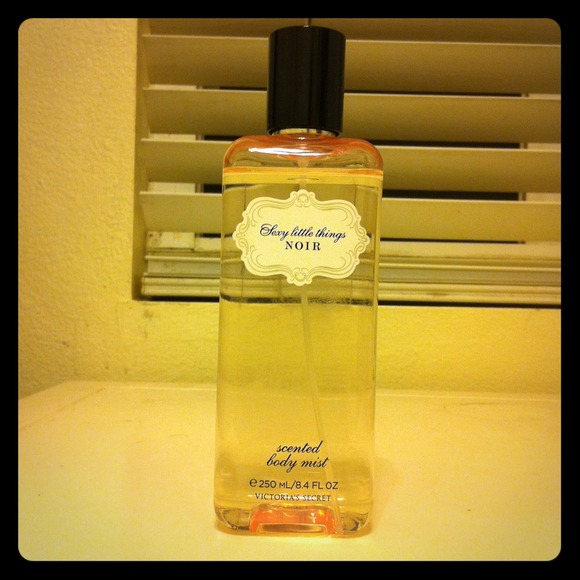 Sexy little things
NOIR
scented
body mist
℮ 250 mL/8.4 FL OZ
VICTORIA'S SECRET